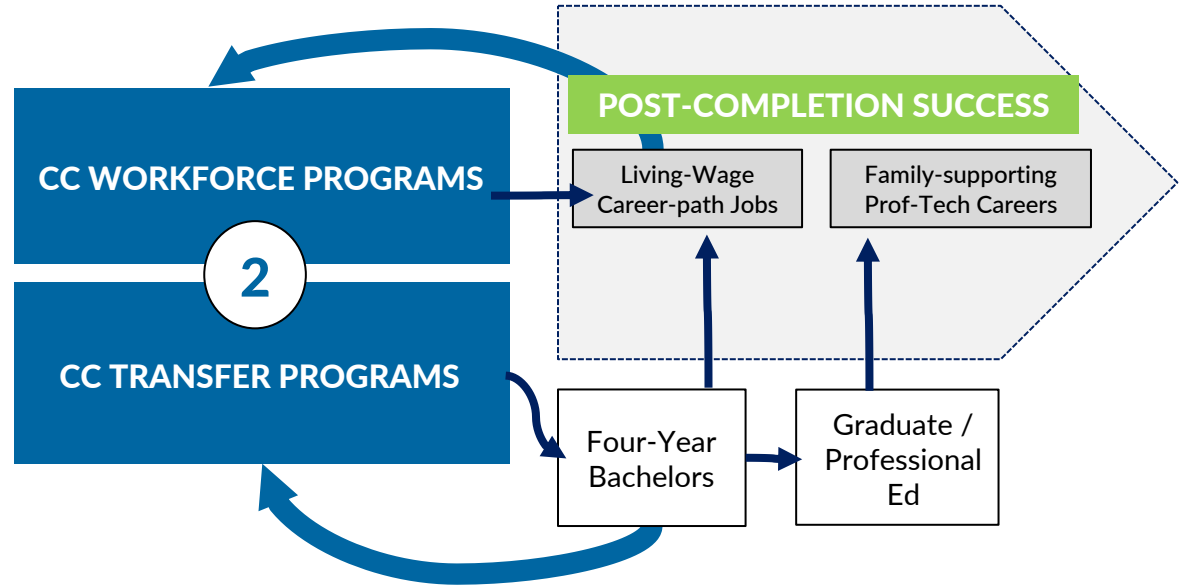 POST-COMPLETION SUCCESS
CC WORKFORCE PROGRAMS
Living-Wage
Career-path Jobs
Family-supporting
Prof-Tech Careers
2
CC TRANSFER PROGRAMS
Four-Year
Bachelors
Graduate /
Professional
Ed